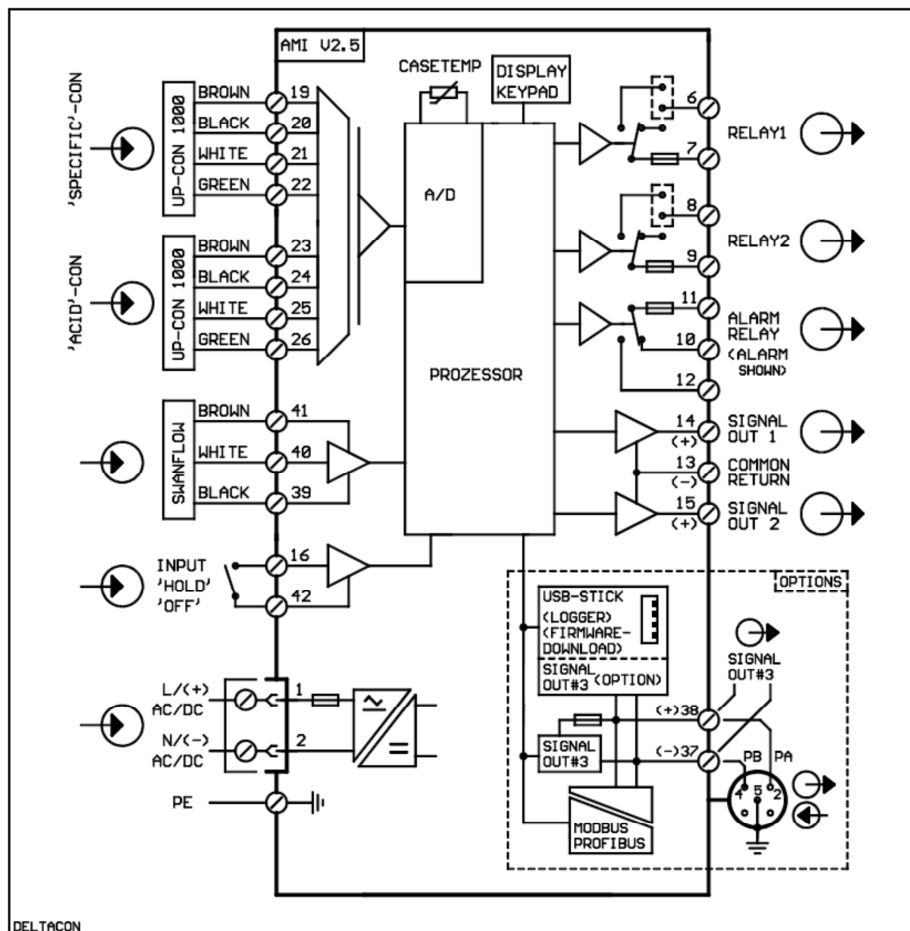 AMI V2.5
CASETEMP
DISPLAY
KEYPAD
'SPECIFIC'-CON
UP-CON 1000
BROWN 19
BLACK 20
WHITE 21
GREEN 22
'ACID'-CON
UP-CON 1000
BROWN 23
BLACK 24
WHITE 25
GREEN 26
A/D
PROZESSOR
6
7
RELAY1
8
9
RELAY2
11
10
12
ALARM
RELAY
(ALARM
SHOWN)
SWANFLOW
BROWN 41
WHITE 40
BLACK 39
14
(+)
SIGNAL
OUT 1
13
(-)
COMMON
RETURN
15
(+)
SIGNAL
OUT 2
INPUT
'HOLD'
'OFF'
16
42
L/(+)
AC/DC
1
N/(-)
AC/DC
2
PE
OPTIONS
USB-STICK
(LOGGER)
(FIRMWARE-
DOWNLOAD)
SIGNAL
OUT#3 (OPTION)
SIGNAL
OUT#3
SIGNAL
OUT#3
(+)38
(-)37
PB PA
4 5 2
MODBUS
PROFIBUS
DELTACON